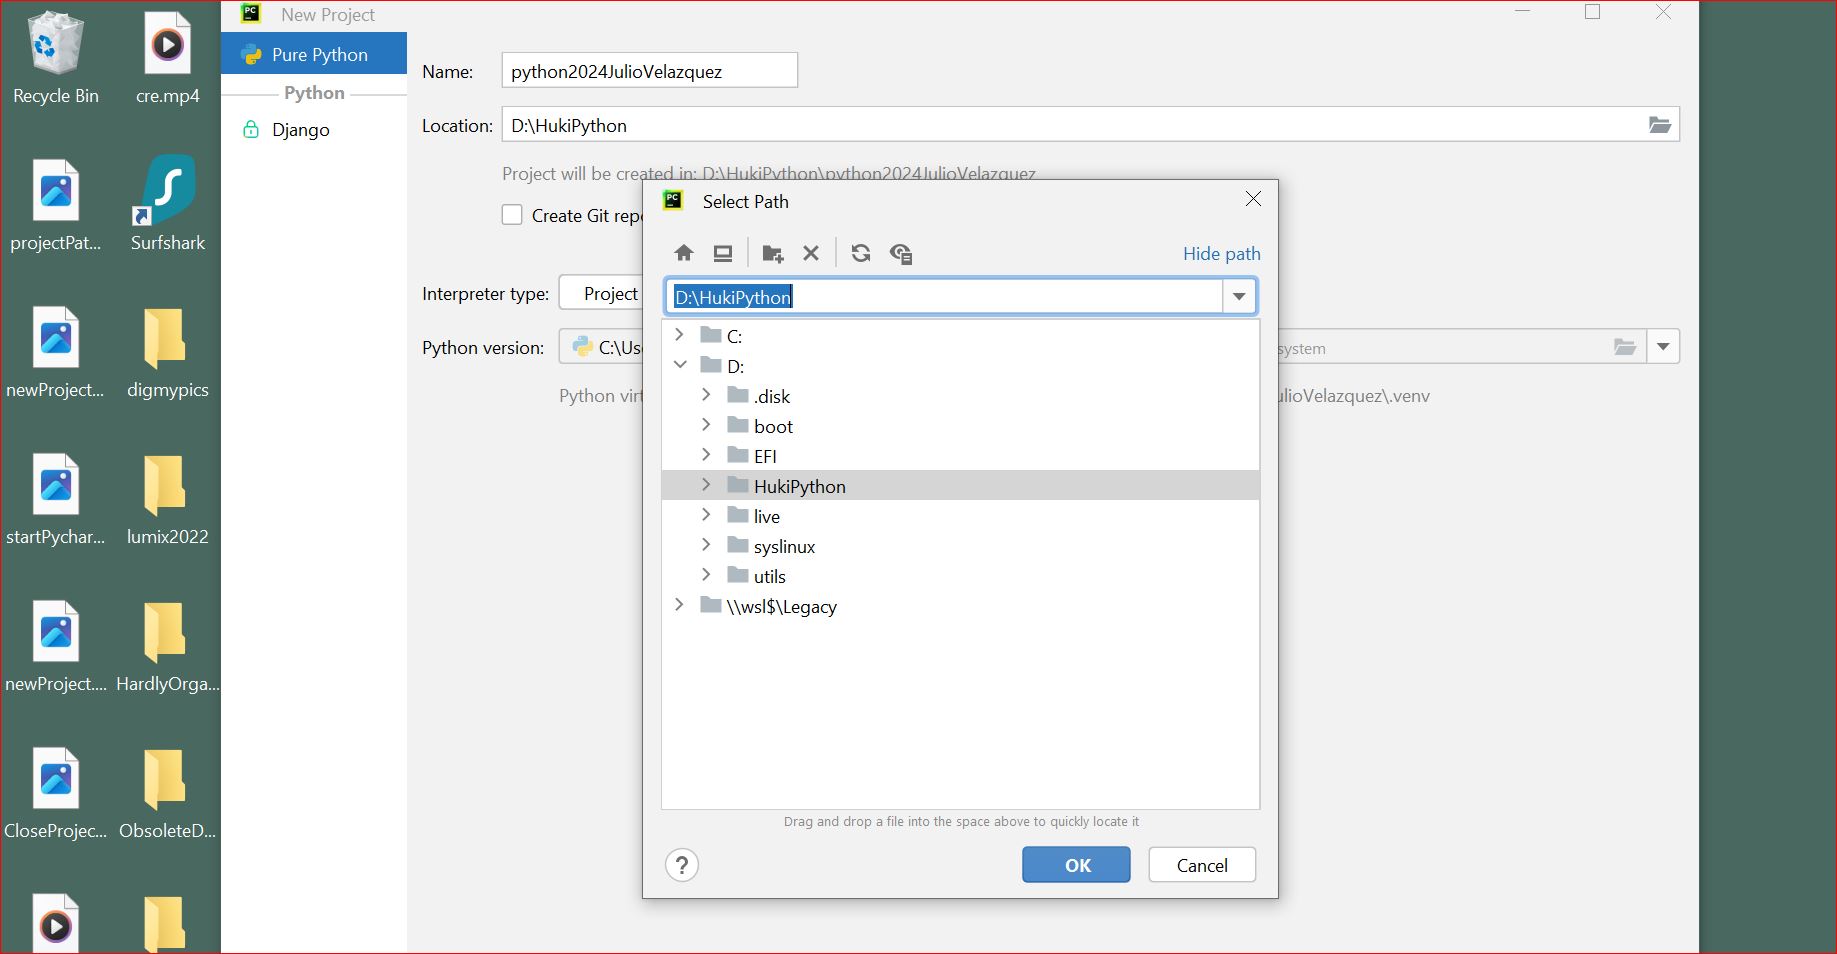 New Project
Recycle Bin
cre.mp4
projectPat...
Surfshark
newProject...
digmypics
startPychar...
lumix2022
newProject....
HardlyOrga...
CloseProjec...
ObsoleteD...
Pure Python
Python
Django
Name:
python2024JulioVelazquez
Location:
D:\HukiPython
Project will be created in: D:\HukiPython\python2024JulioVelazquez
Create Git repo
Interpreter type:
Project
Python version:
C:\Use
system
Python virt
ulioVelazquez\.venv
Select Path
Hide path
D:\HukiPython
C:
D:
.disk
boot
EFI
HukiPython
live
syslinux
utils
\\wsl$\Legacy
Drag and drop a file into the space above to quickly locate it
?
OK
Cancel